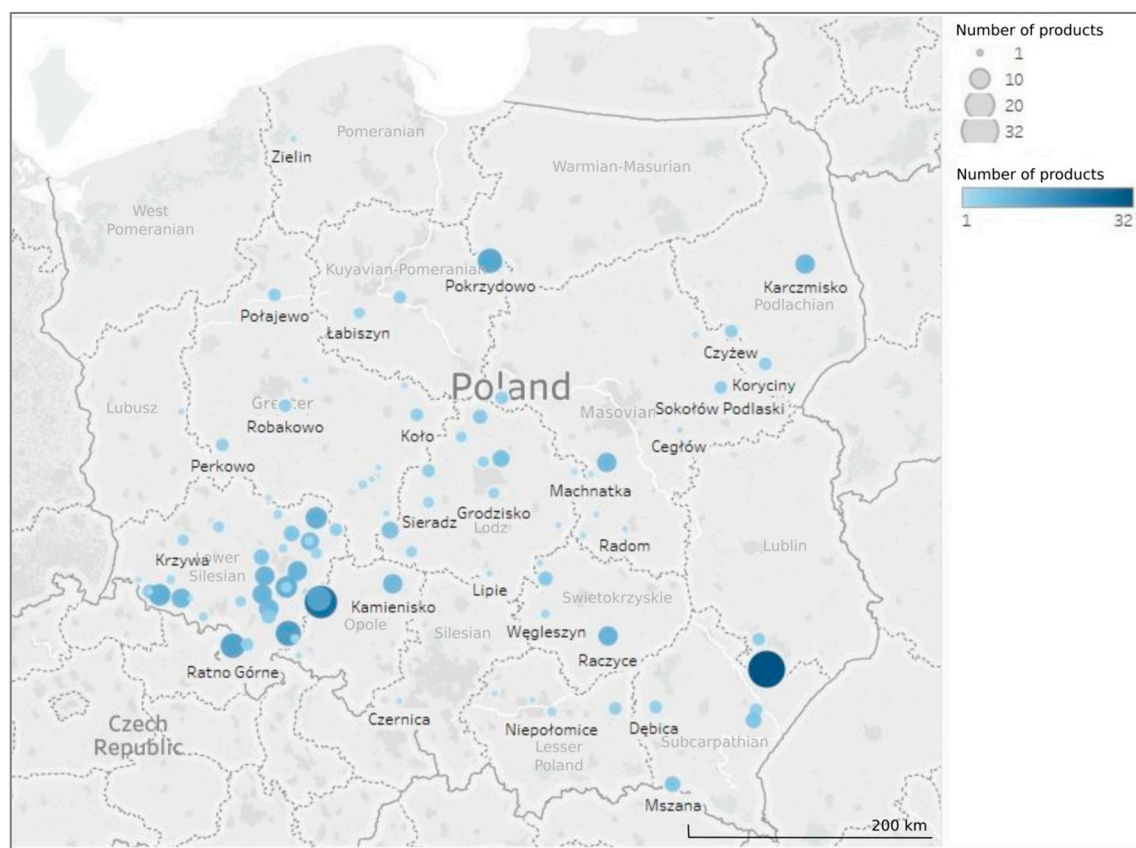 Number of products
1
10
20
32
Number of products
1 32
Pomeranian
Zielin
Warmian-Masurian
West
Pomeranian
Kuyavian-Pomeranian
Pokrzydowo
Karczmisko
Podlachian
Połajewo
Łabiszyn
Czyżew
Poland
Koryciny
Lubusz
Greater
Masovian
Sokołów Podlaski
Robakowo
Koło
Cegłów
Perkowo
Machnatka
Sieradz
Grodzisko
Lodz
Radom
Lublin
Krzywa
Lower
Silesian
Lipie
Kamienisko
Swietokrzyskie
Opole
Silesian
Węgleszyn
Raczyce
Ratno Górne
Czernica
Niepołomice
Dębica
Czech
Republic
Lesser
Poland
Subcarpathian
Mszana
200 km